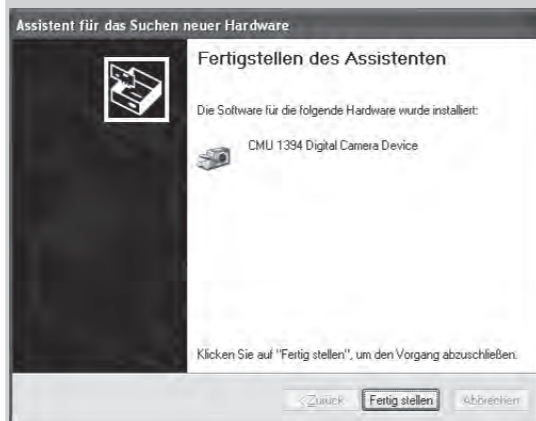 Assistent für das Suchen neuer Hardware
Fertigstellen des Assistenten
Die Software für die folgende Hardware wurde installiert:
CMU 1394 Digital Camera Device
Klicken Sie auf "Fertig stellen", um den Vorgang abzuschließen.
< Zurück Fertig stellen Abbrechen